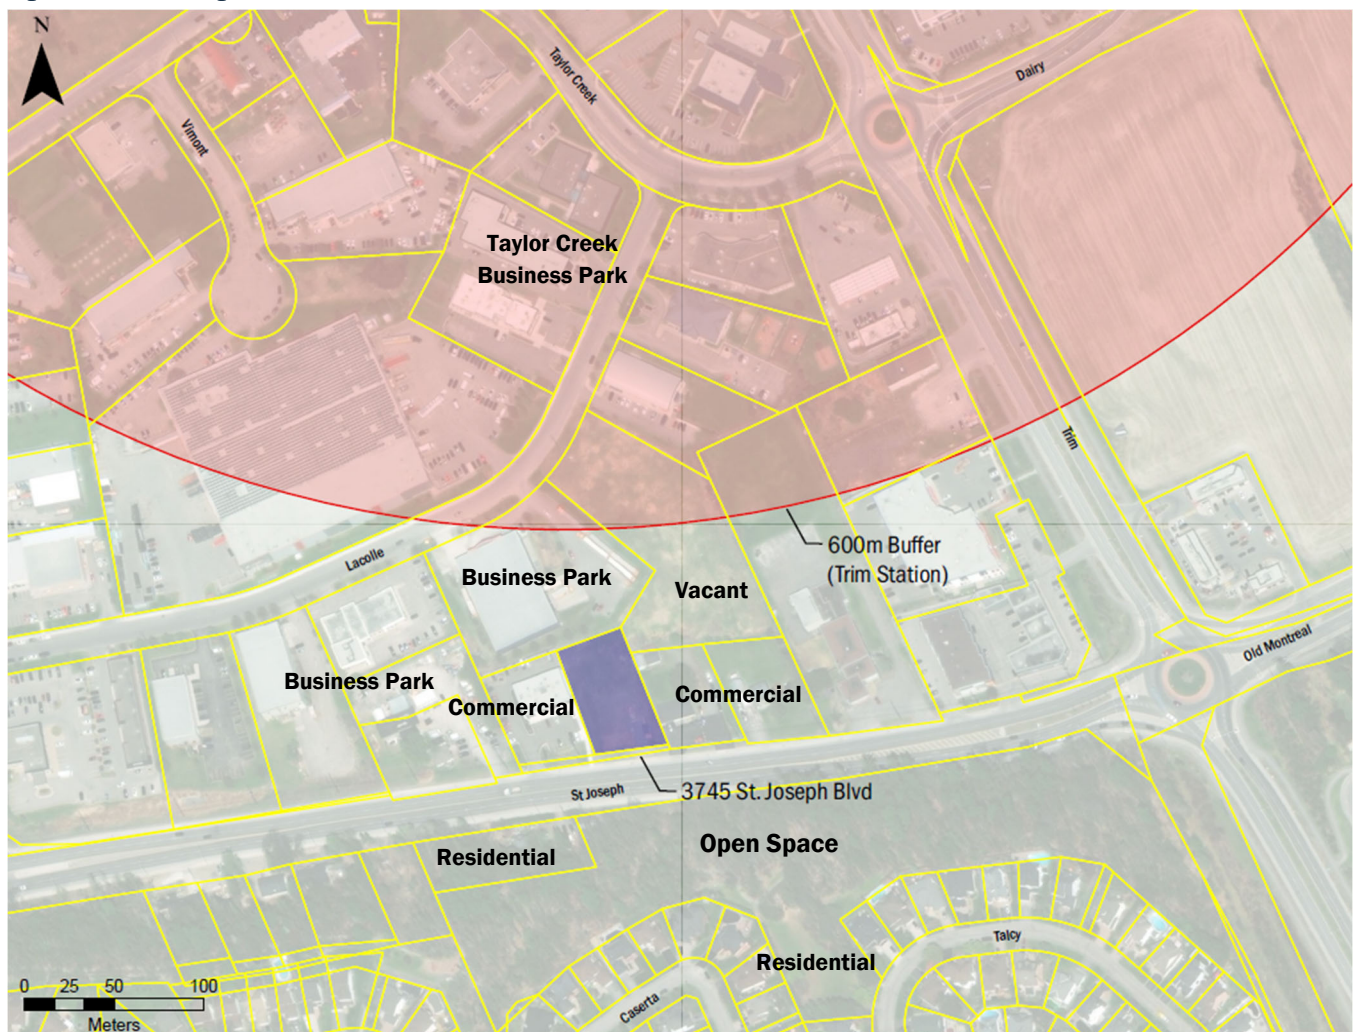 N
Taylor Creek
Dairy
Vimont
Taylor Creek
Business Park
Trim
600m Buffer
(Trim Station)
Lacolle
Business Park
Vacant
Old Montreal
Business Park
Commercial
Commercial
St Joseph
3745 St. Joseph Blvd
Open Space
Residential
Talcy
Residential
Caserta
0 25 50 100
Meters